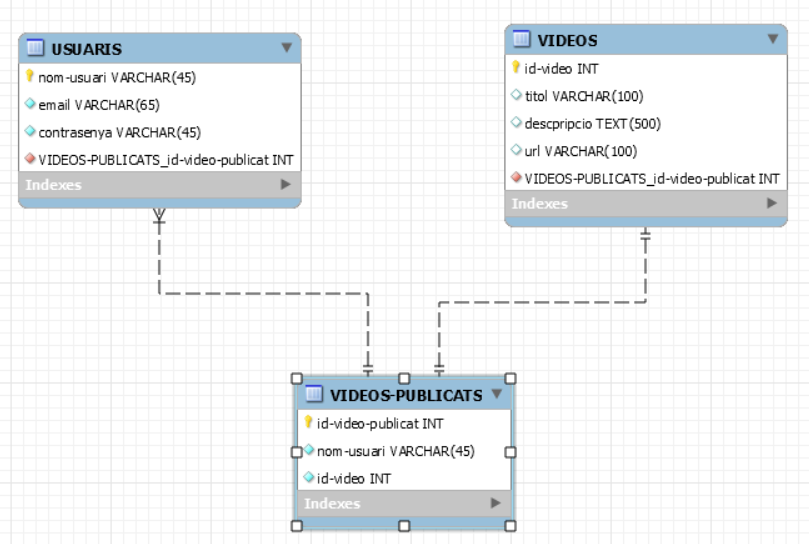 USUARIS
nom-usuari VARCHAR(45)
email VARCHAR(65)
contrasenya VARCHAR(45)
VIDEOS-PUBLICATS_id-video-publicat INT
Indexes
VIDEOS
id-video INT
titol VARCHAR(100)
descpripcio TEXT(500)
url VARCHAR(100)
VIDEOS-PUBLICATS_id-video-publicat INT
Indexes
VIDEOS-PUBLICATS
id-video-publicat INT
nom-usuari VARCHAR(45)
id-video INT
Indexes